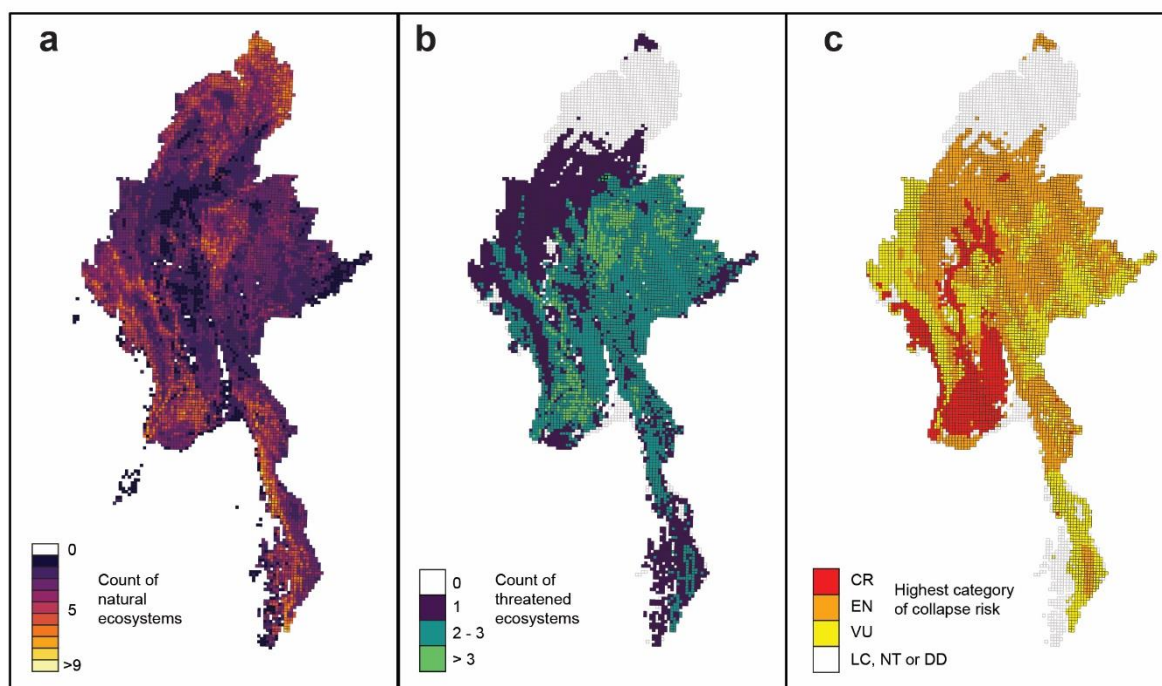 a
b
c
0
5
>9
Count of
natural
ecosystems
0
1
2 - 3
> 3
Count of
threatened
ecosystems
CR
EN
VU
LC, NT or DD
Highest category
of collapse risk